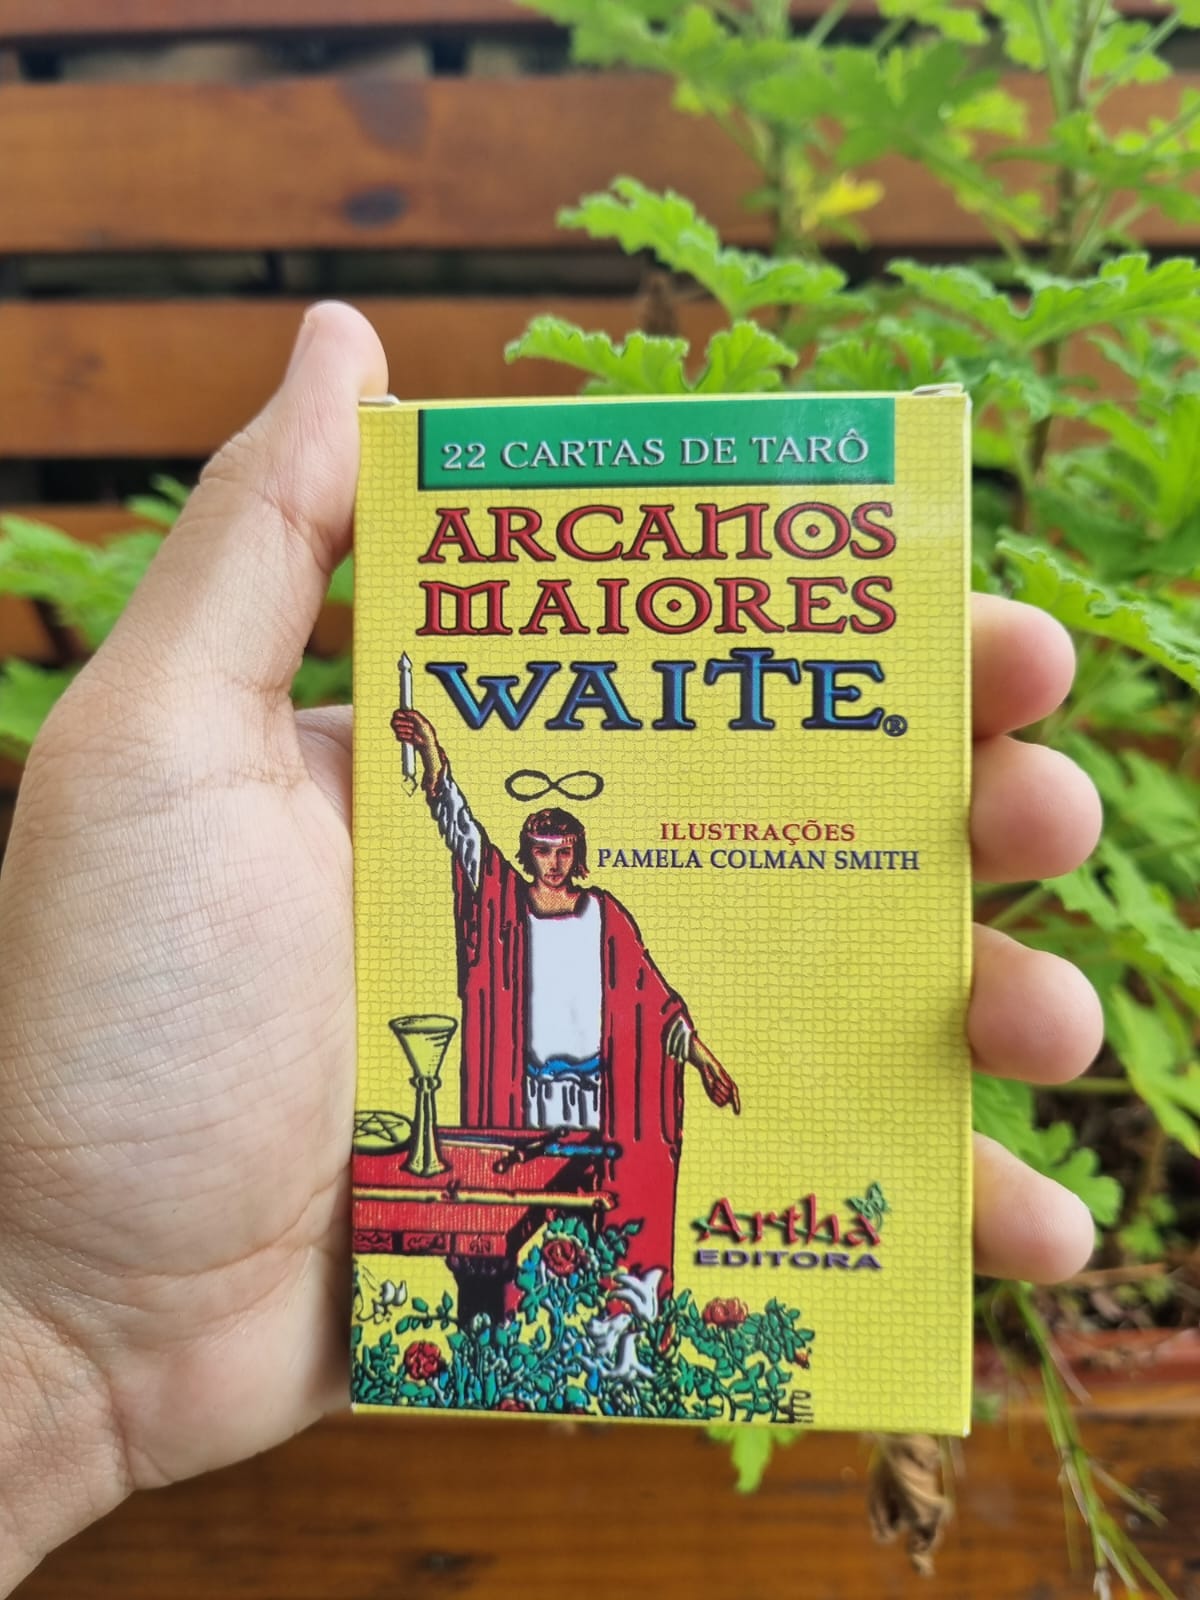 22 CARTAS DE TARÔ
ARCANOS
MAIORES
WAITE®
ILUSTRAÇÕES
PAMELA COLMAN SMITH
Artha
EDITORA